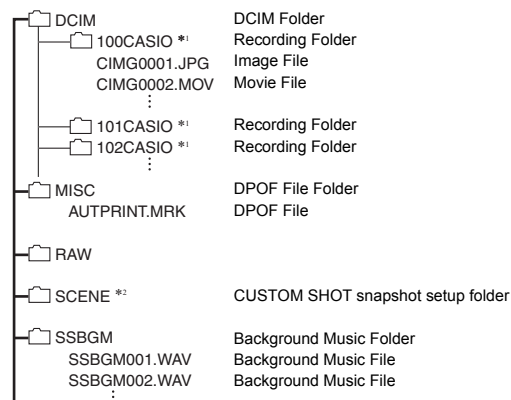 DCIM DCIM Folder
100CASIO *1 Recording Folder
CIMG0001.JPG Image File
CIMG0002.MOV Movie File
101CASIO *1 Recording Folder
102CASIO *1 Recording Folder
MISC DPOF File Folder
AUTPRINT.MRK DPOF File
RAW
SCENE *2 CUSTOM SHOT snapshot setup folder
SSBGM Background Music Folder
SSBGM001.WAV Background Music File
SSBGM002.WAV Background Music File